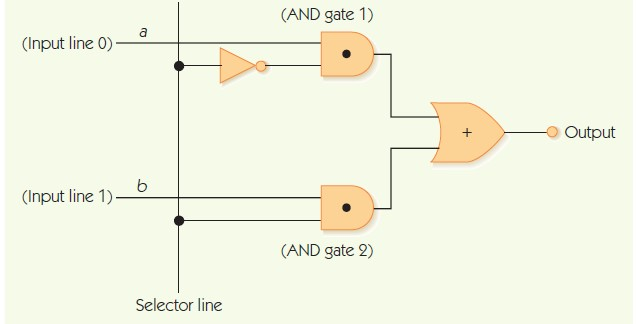 (AND gate 1)
(Input line 0)
a
+
Output
(Input line 1)
b
(AND gate 2)
Selector line